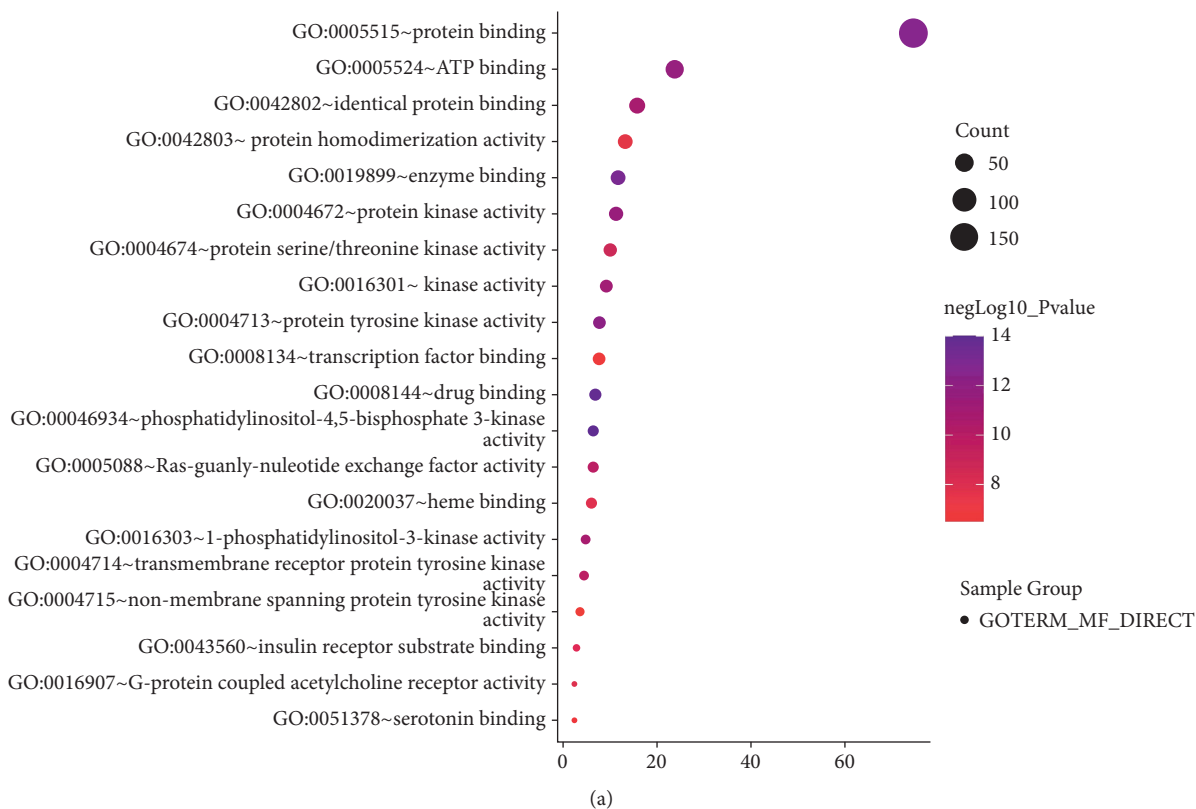 GO:0005515~protein binding
GO:0005524~ATP binding
GO:0042802~identical protein binding
GO:0042803~ protein homodimerization activity
GO:0019899~enzyme binding
GO:0004672~protein kinase activity
GO:0004674~protein serine/threonine kinase activity
GO:0016301~ kinase activity
GO:0004713~protein tyrosine kinase activity
GO:0008134~transcription factor binding
GO:0008144~drug binding
GO:00046934~phosphatidylinositol-4,5-bisphosphate 3-kinase
activity
GO:0005088~Ras-guanly-nuleotide exchange factor activity
GO:0020037~heme binding
GO:0016303~1-phosphatidylinositol-3-kinase activity
GO:0004714~transmembrane receptor protein tyrosine kinase
activity
GO:0004715~non-membrane spanning protein tyrosine kinase
activity
GO:0043560~insulin receptor substrate binding
GO:0016907~G-protein coupled acetylcholine receptor activity
GO:0051378~serotonin binding
0 20 40 60
Count
50
100
150
negLog10_Pvalue
14
12
10
8
Sample Group
GOTERM_MF_DIRECT
(a)